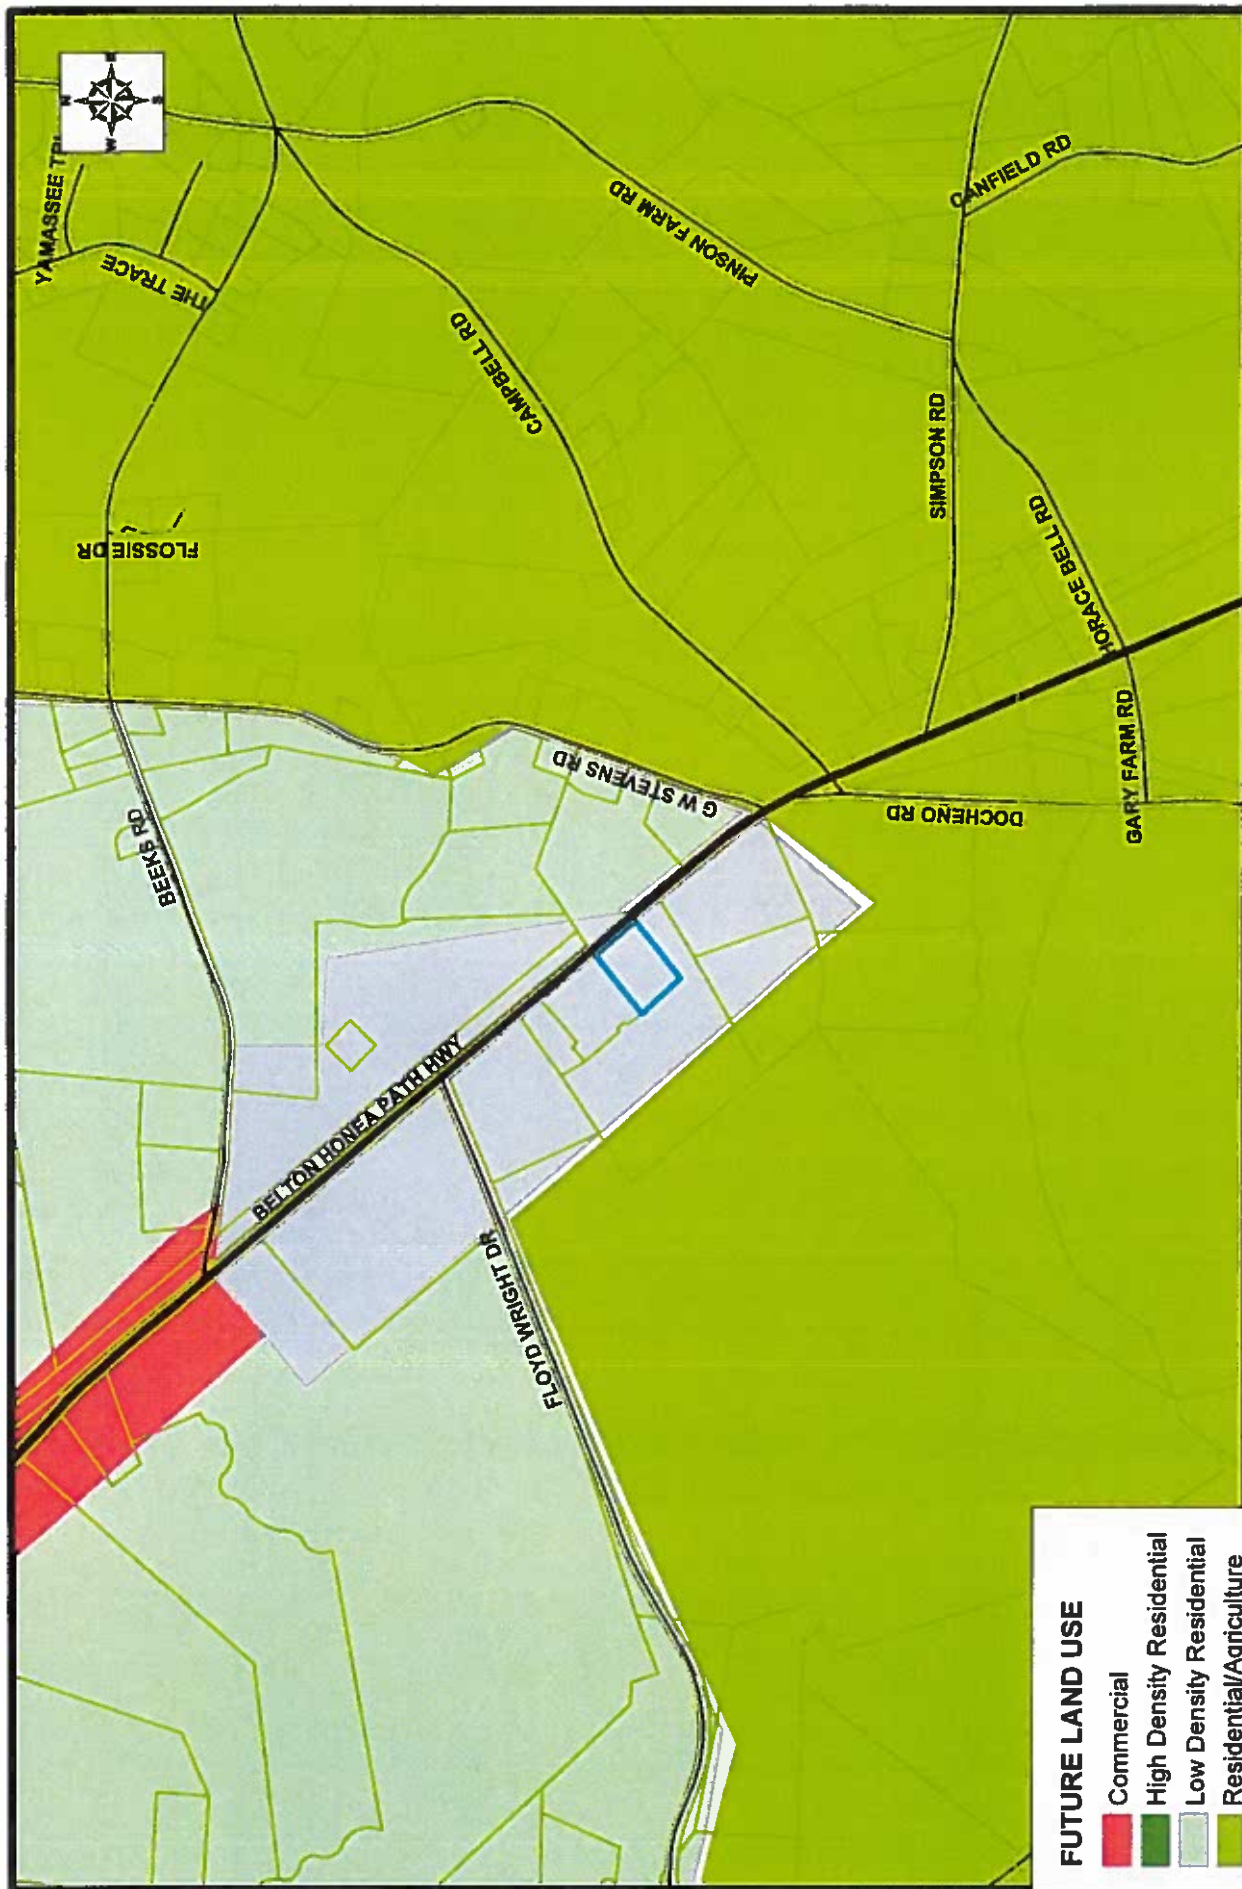 N
E
W
S
YAMASSEE TRL
THE TRACE
FLOSSIE DR
BEEKS RD
CAMPBELL RD
PINSON FARM RD
CANFIELD RD
SIMPSON RD
HORACE BELL RD
G W STEVENS RD
DOCHENO RD
GARY FARM RD
BELTON HONEA PATH HWY
FLOYD WRIGHT DR
FUTURE LAND USE
Commercial
High Density Residential
Low Density Residential
Residential/Agriculture